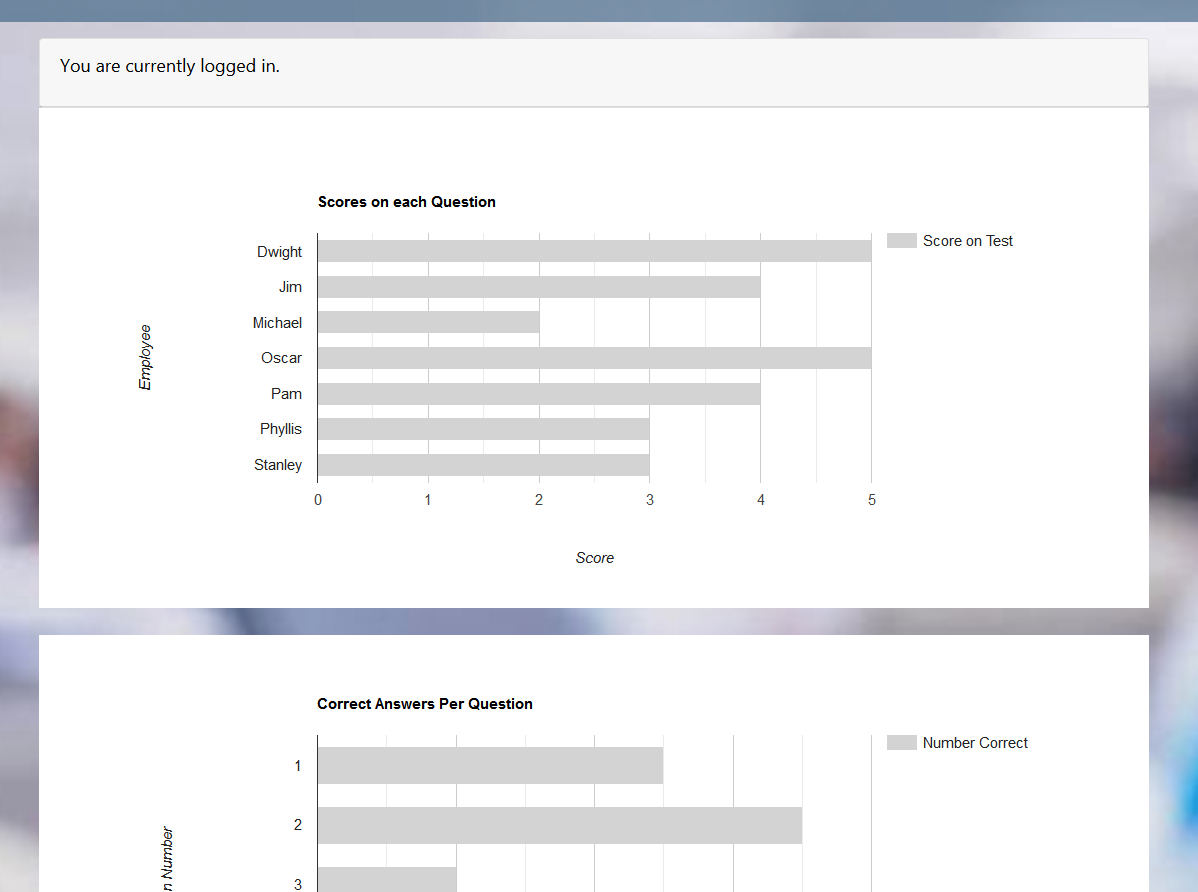 You are currently logged in.
Scores on each Question
Score on Test
Dwight
Jim
Michael
Oscar
Pam
Phyllis
Stanley
Employee
0 1 2 3 4 5
Score
Correct Answers Per Question
Number Correct
1
2
3
n Number